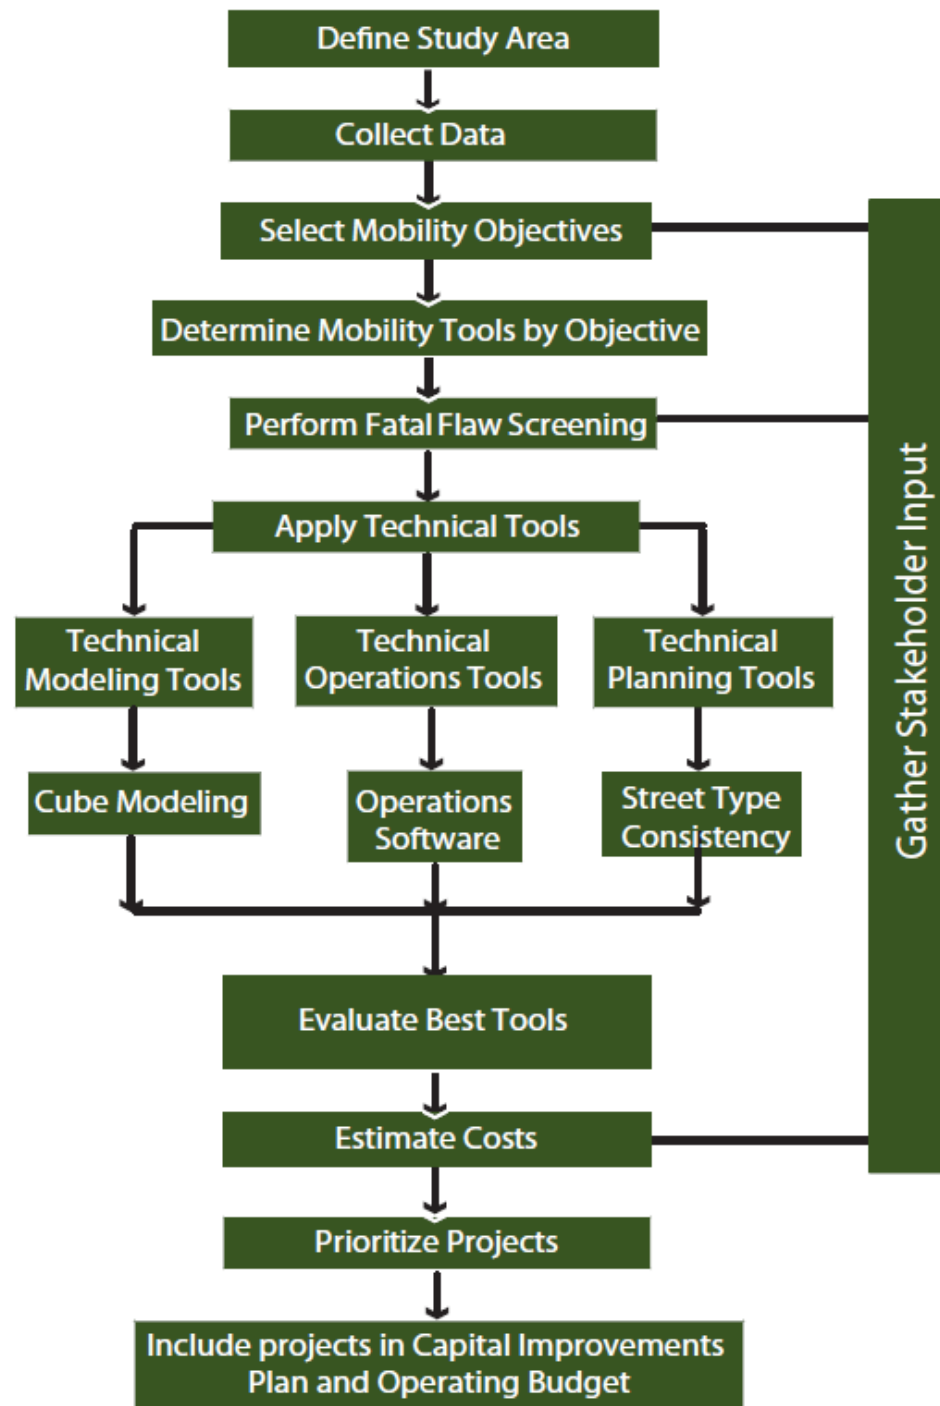 Define Study Area
Collect Data
Select Mobility Objectives
Determine Mobility Tools by Objective
Perform Fatal Flaw Screening
Apply Technical Tools
Technical
Modeling Tools
Technical
Operations Tools
Technical
Planning Tools
Cube Modeling
Operations
Software
Street Type
Consistency
Evaluate Best Tools
Estimate Costs
Prioritize Projects
Include projects in Capital Improvements
Plan and Operating Budget
Gather Stakeholder Input